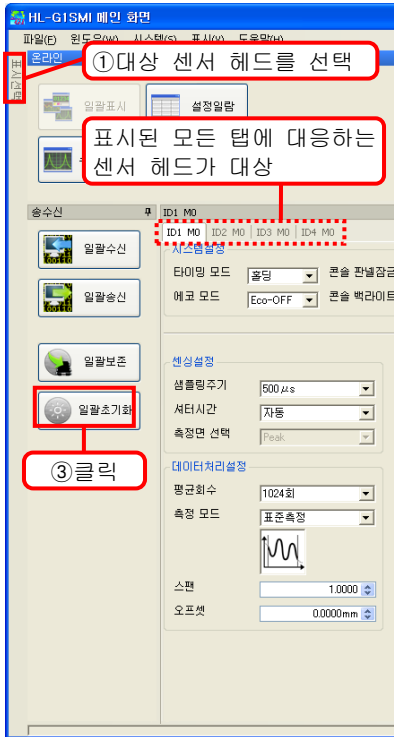 HL-G1SMI 메인 화면
파일(F) 윈도우(W) 시스템(S) 표시(V) 도움말(H)
온라인
①대상 센서 헤드를 선택
표시선택
일괄표시
설정일람
표시된 모든 탭에 대응하는
센서 헤드가 대상
송수신
ID1 M0
ID1 M0 ID2 M0 ID3 M0 ID4 M0
시스템설정
일괄수신
타이밍 모드 홀딩 콘솔 판넬잠금
에코 모드 Eco-OFF 콘솔 백라이트
일괄송신
일괄보존
센싱설정
샘플링주기 500㎲
일괄초기화
셔터시간 자동
측정면 선택 Peak
③클릭
데이터처리설정
평균회수 1024회
측정 모드 표준측정
스팬 1.0000
오프셋 0.0000mm